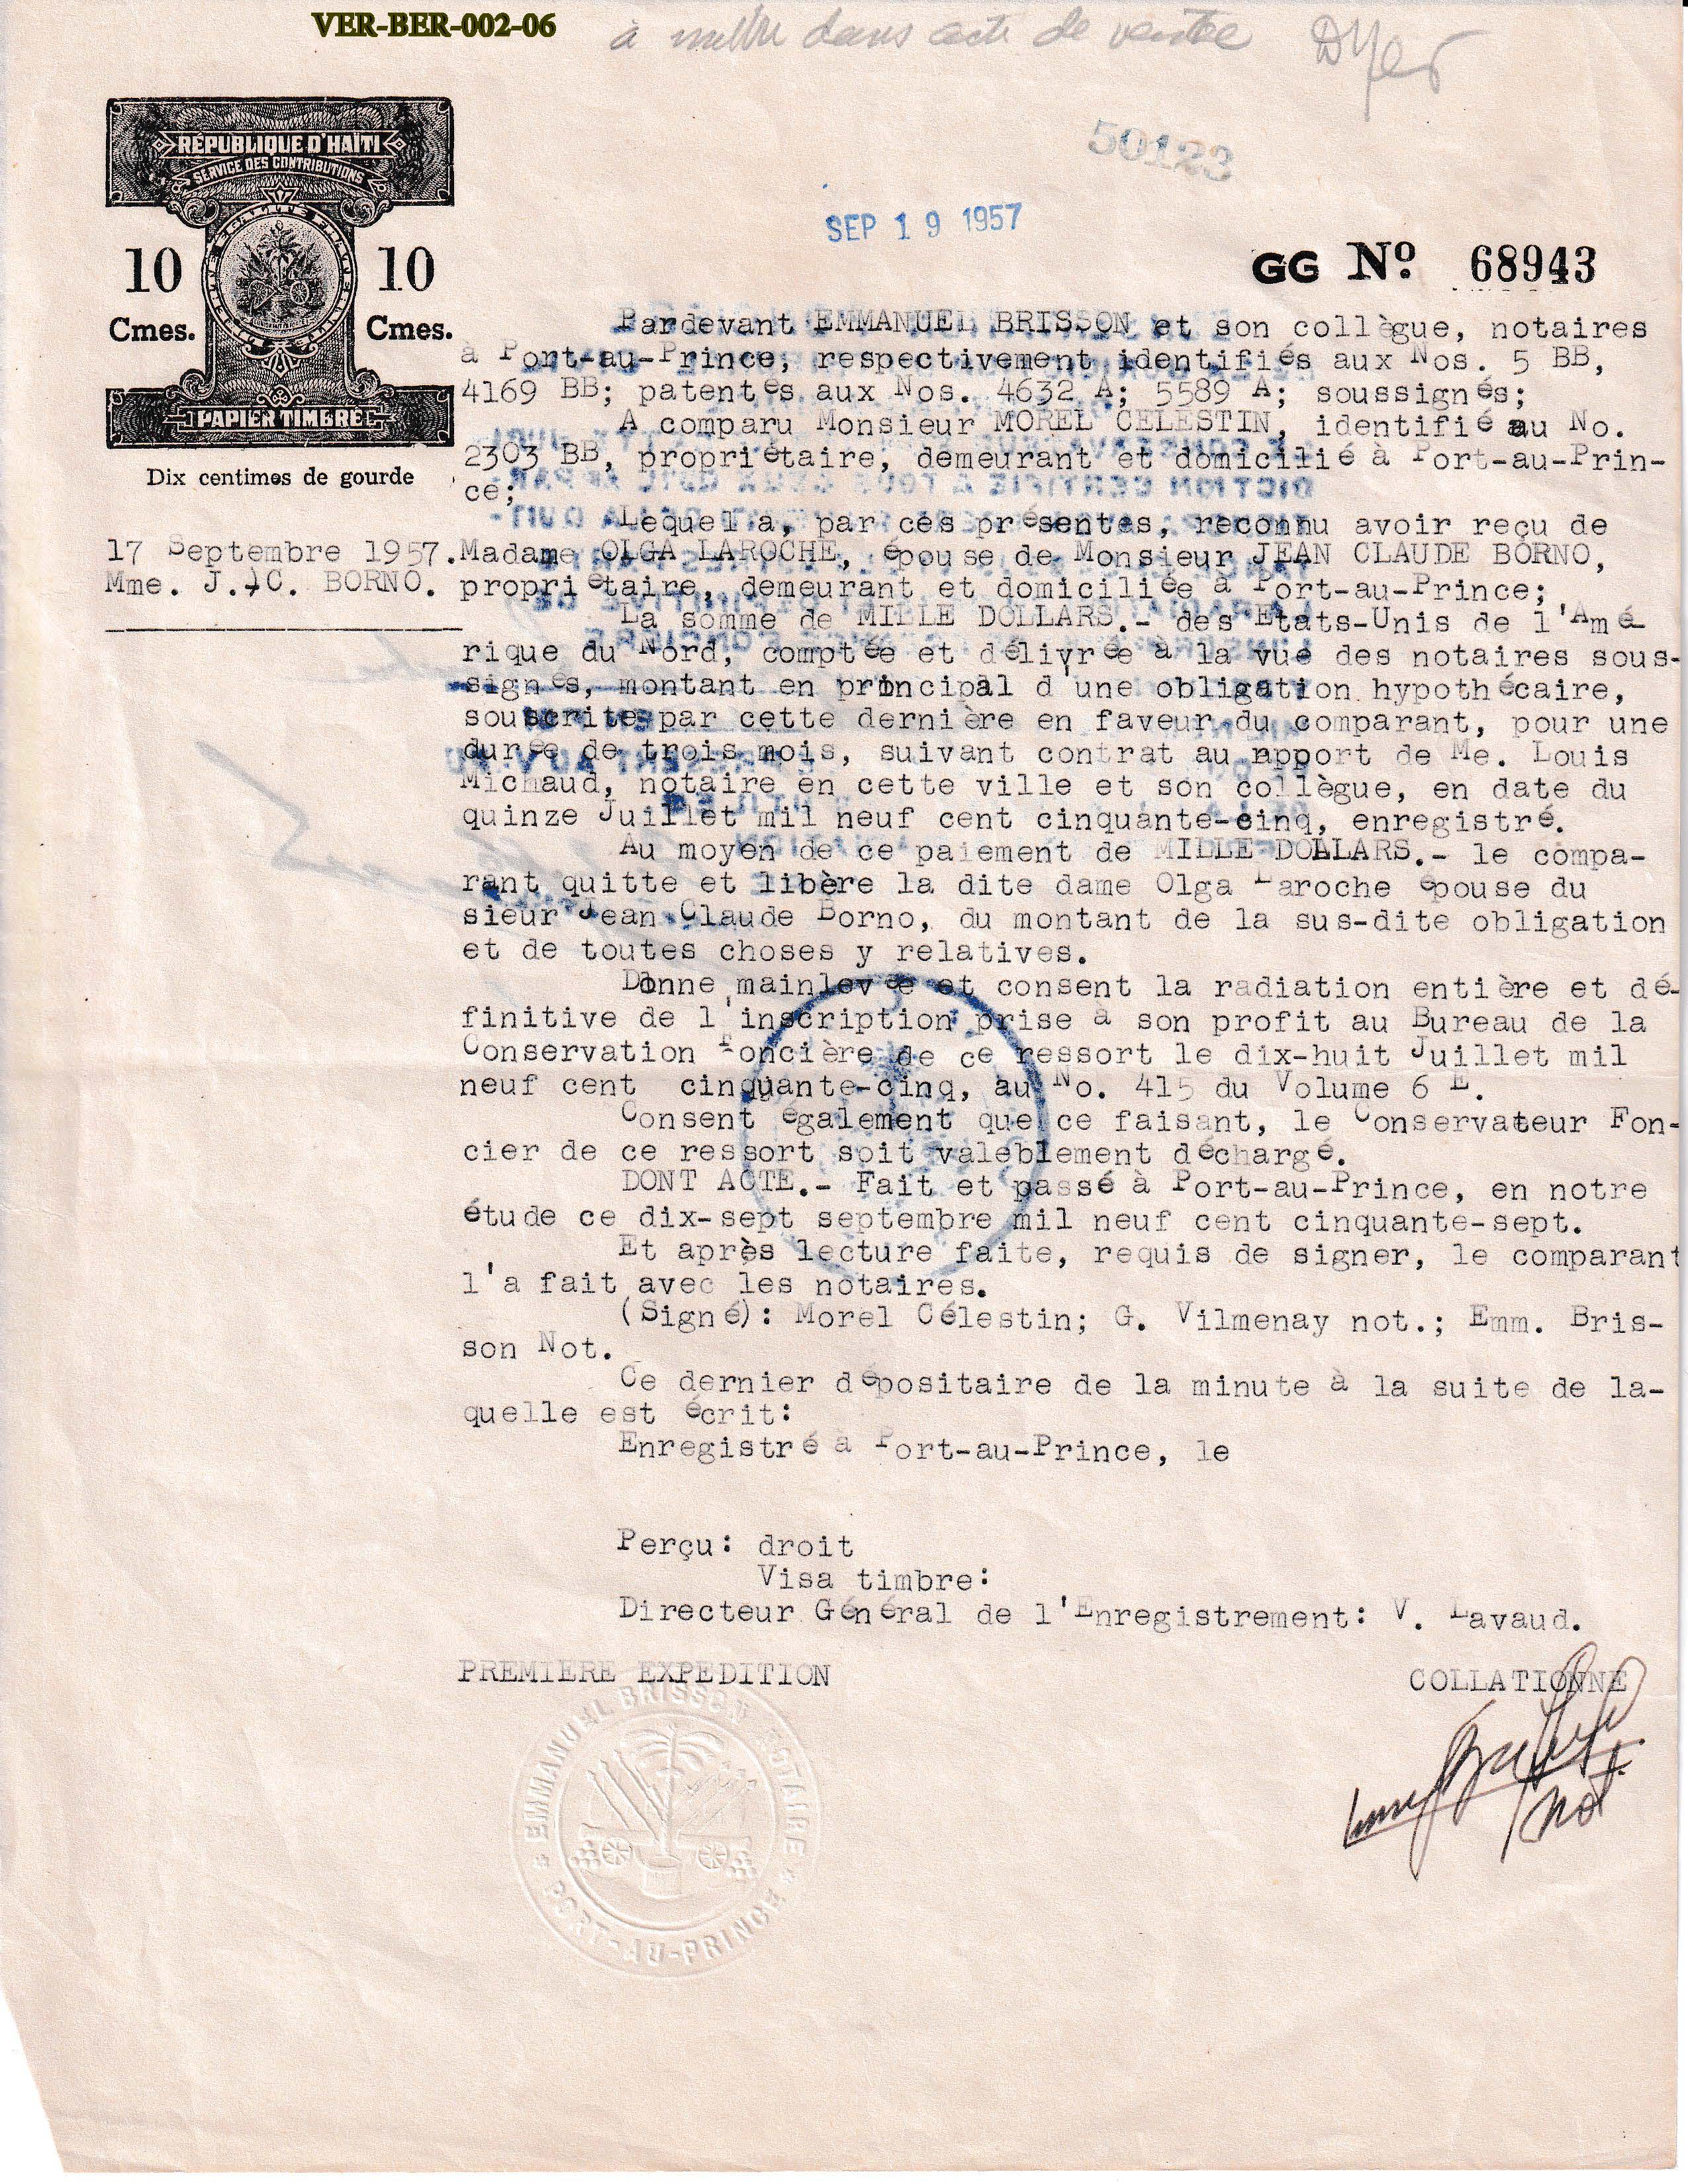 VER-BER-002-06
à mettre dans acte de vente
50123
RÉPUBLIQUE D'HAÏTI
SERVICE DES CONTRIBUTIONS
SEP 19 1957
10 10
Cmes. Cmes.
PAPIER TIMBRÉ
Dix centimes de gourde
GG No 68943
17 Septembre 1957.
Mme. J.-C. BORNO.
Pardevant EMMANUEL BRISSON et son collègue, notaires
à Port-au-Prince, respectivement identifiés aux Nos. 5 BB,
4169 BB; patentés aux Nos. 4632 A; 5589 A; soussignés;
A comparu Monsieur MOREL CELESTIN, identifié au No.
2303 BB, propriétaire, demeurant et domicilié à Port-au-Prin-
ce;
Lequel a, par ces présentes, reconnu avoir reçu de
Madame OLGA LAROCHE, épouse de Monsieur JEAN CLAUDE BORNO,
propriétaire, demeurant et domiciliée à Port-au-Prince;
La somme de MILLE DOLLARS.- des Etats-Unis de l'Amé-
rique du Nord, comptée et délivrée à la vue des notaires sous-
signés, montant en principal d'une obligation hypothécaire,
souscrite par cette dernière en faveur du comparant, pour une
durée de trois mois, suivant contrat au rapport de Me. Louis
Michaud, notaire en cette ville et son collègue, en date du
quinze Juillet mil neuf cent cinquante-cinq, enregistré.
Au moyen de ce paiement de MILLE DOLLARS.- le compa-
rant quitte et libère la dite dame Olga Laroche épouse du
sieur Jean Claude Borno, du montant de la sus-dite obligation
et de toutes choses y relatives.
Donne mainlevée et consent la radiation entière et dé-
finitive de l'inscription prise à son profit au Bureau de la
Conservation Foncière de ce ressort le dix-huit Juillet mil
neuf cent cinquante-cinq, au No. 415 du Volume 6 E.
Consent également que ce faisant, le Conservateur Fon-
cier de ce ressort soit valeblement déchargé.
DONT ACTE.- Fait et passé à Port-au-Prince, en notre
étude ce dix-sept septembre mil neuf cent cinquante-sept.
Et après lecture faite, requis de signer, le comparant
l'a fait avec les notaires.
(Signé): Morel Célestin; G. Vilmenay not.; Emm. Bris-
son Not.
Ce dernier dépositaire de la minute à la suite de la-
quelle est écrit:
Enregistré à Port-au-Prince, le
Perçu: droit
Visa timbre:
Directeur Général de l'Enregistrement: V. Lavaud.
PREMIERE EXPEDITION COLLATIONNE
not
EMMANUEL BRISSON NOTAIRE
PORT-AU-PRINCE